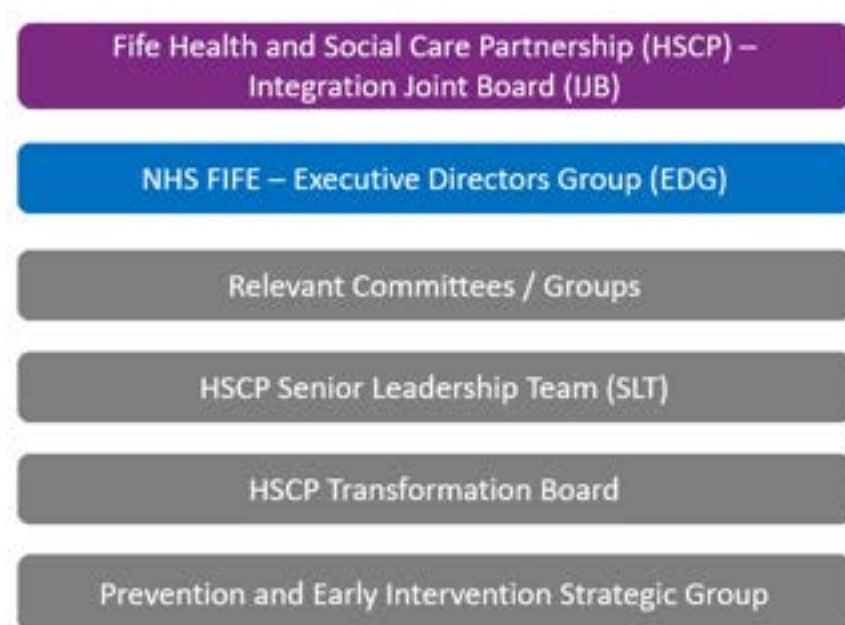 Fife Health and Social Care Partnership (HSCP) –
Integration Joint Board (IJB)
NHS FIFE – Executive Directors Group (EDG)
Relevant Committees / Groups
HSCP Senior Leadership Team (SLT)
HSCP Transformation Board
Prevention and Early Intervention Strategic Group